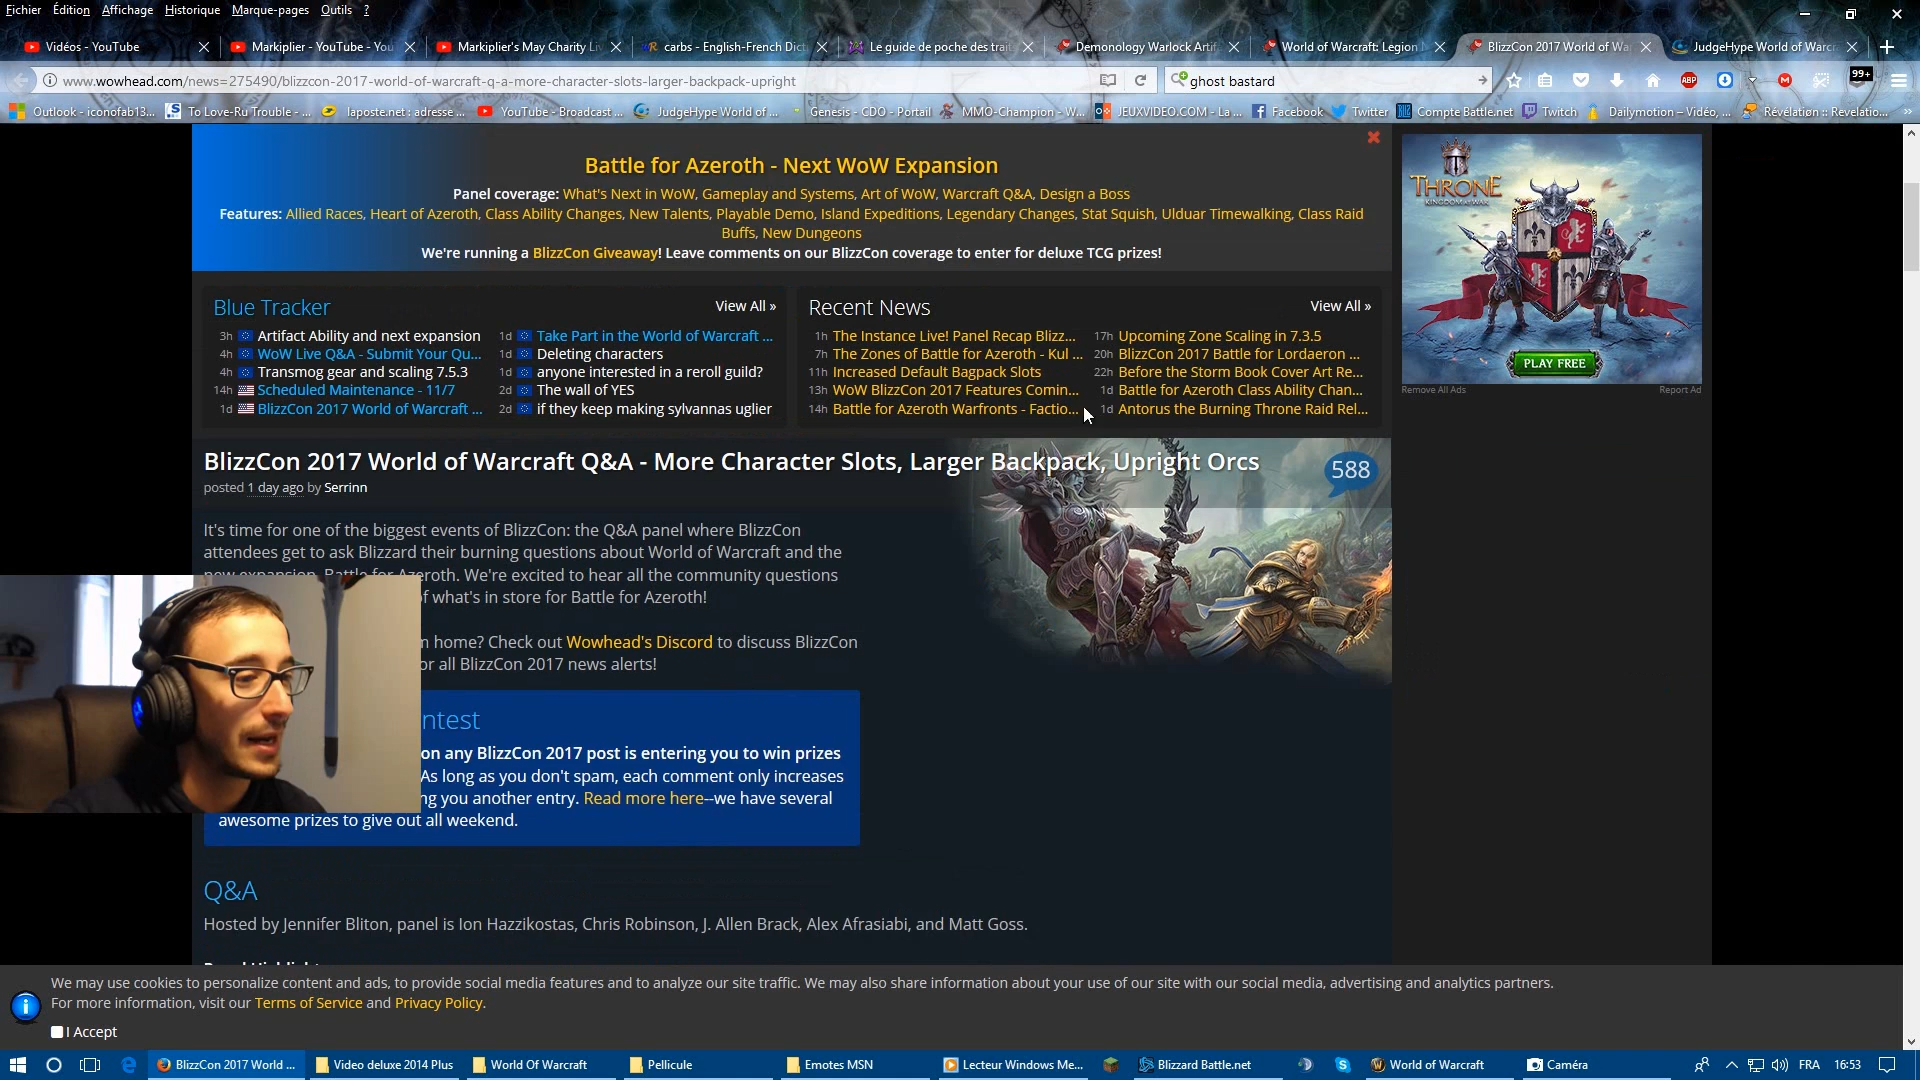 Fichier Édition Affichage Historique Marque-pages Outils ?
Vidéos - YouTube
Markiplier - YouTube - You
Markiplier's May Charity Li
carbs - English-French Dict
Le guide de poche des trait
Demonology Warlock Artif
World of Warcraft: Legion
BlizzCon 2017 World of Wa
JudgeHype World of Warcr
www.wowhead.com/news=275490/blizzcon-2017-world-of-warcraft-q-a-more-character-slots-larger-backpack-upright
ghost bastard
ABP
99+
Outlook - iconofab13...
To Love-Ru Trouble - ...
laposte.net : adresse ...
YouTube - Broadcast ...
JudgeHype World of ...
Genesis - CDO - Portail
MMO-Champion - W...
JEUXVIDEO.COM - La ...
Facebook
Twitter
Compte Battle.net
Twitch
Dailymotion – Vidéo, ...
Révélatiøn :: Revelatio...
Battle for Azeroth - Next WoW Expansion
Panel coverage: What's Next in WoW, Gameplay and Systems, Art of WoW, Warcraft Q&A, Design a Boss
Features: Allied Races, Heart of Azeroth, Class Ability Changes, New Talents, Playable Demo, Island Expeditions, Legendary Changes, Stat Squish, Ulduar Timewalking, Class Raid
Buffs, New Dungeons
We're running a BlizzCon Giveaway! Leave comments on our BlizzCon coverage to enter for deluxe TCG prizes!
THRONE
KINGDOM AT WAR
PLAY FREE
Remove All Ads
Report Ad
Blue Tracker
View All »
3h Artifact Ability and next expansion
4h WoW Live Q&A - Submit Your Qu...
4h Transmog gear and scaling 7.5.3
14h Scheduled Maintenance - 11/7
1d BlizzCon 2017 World of Warcraft ...
1d Take Part in the World of Warcraft ...
1d Deleting characters
1d anyone interested in a reroll guild?
2d The wall of YES
2d if they keep making sylvannas uglier
Recent News
View All »
1h The Instance Live! Panel Recap Blizz...
7h The Zones of Battle for Azeroth - Kul ...
11h Increased Default Bagpack Slots
13h WoW BlizzCon 2017 Features Comin...
14h Battle for Azeroth Warfronts - Factio...
17h Upcoming Zone Scaling in 7.3.5
20h BlizzCon 2017 Battle for Lordaeron ...
22h Before the Storm Book Cover Art Re...
1d Battle for Azeroth Class Ability Chan...
1d Antorus the Burning Throne Raid Rel...
BlizzCon 2017 World of Warcraft Q&A - More Character Slots, Larger Backpack, Upright Orcs
588
posted 1 day ago by Serrinn
It's time for one of the biggest events of BlizzCon: the Q&A panel where BlizzCon
attendees get to ask Blizzard their burning questions about World of Warcraft and the
new expansion, Battle for Azeroth. We're excited to hear all the community questions
f what's in store for Battle for Azeroth!
m home? Check out Wowhead's Discord to discuss BlizzCon
or all BlizzCon 2017 news alerts!
ntest
on any BlizzCon 2017 post is entering you to win prizes
As long as you don't spam, each comment only increases
g you another entry. Read more here--we have several
awesome prizes to give out all weekend.
Q&A
Hosted by Jennifer Bliton, panel is Ion Hazzikostas, Chris Robinson, J. Allen Brack, Alex Afrasiabi, and Matt Goss.
We may use cookies to personalize content and ads, to provide social media features and to analyze our site traffic. We may also share information about your use of our site with our social media, advertising and analytics partners.
For more information, visit our Terms of Service and Privacy Policy.
I Accept
BlizzCon 2017 World ...
Video deluxe 2014 Plus
World Of Warcraft
Pellicule
Emotes MSN
Lecteur Windows Me...
Blizzard Battle.net
World of Warcraft
Caméra
FRA
16:53